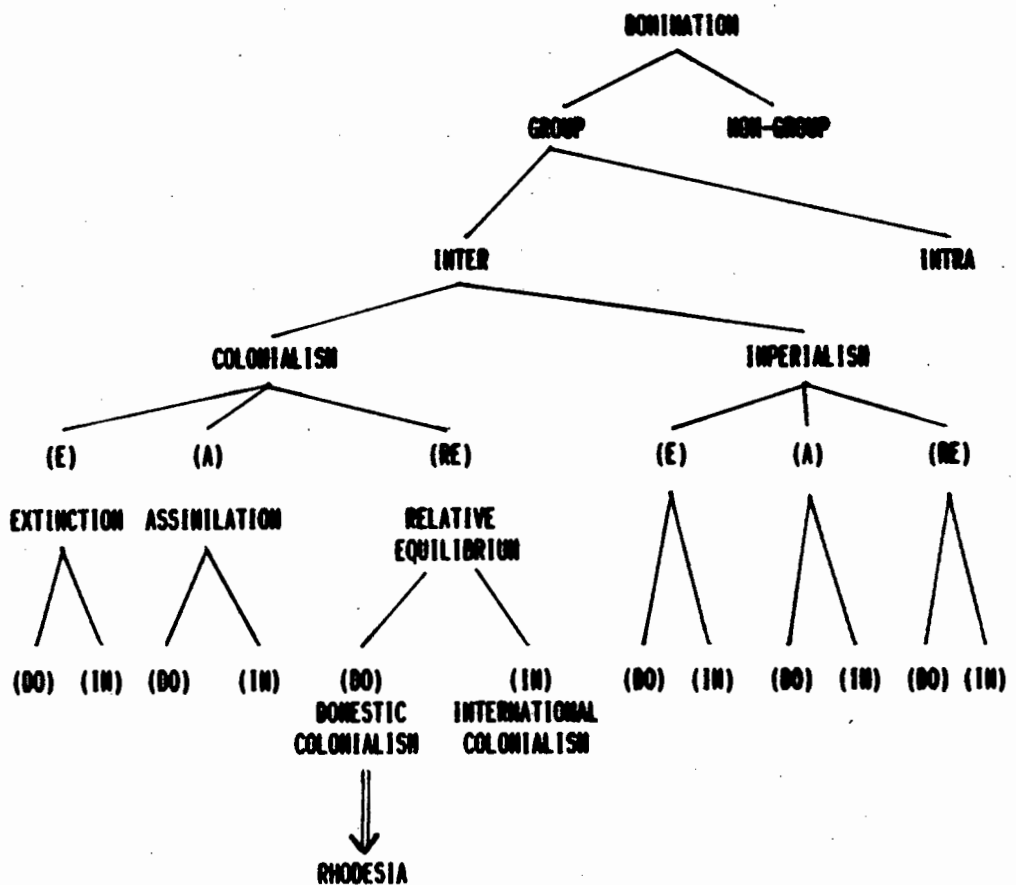 DOMINATION
GROUP NON-GROUP
INTER INTRA
COLONIALISM IMPERIALISM
(E) (A) (RE) (E) (A) (RE)
EXTINCTION ASSIMILATION RELATIVE
EQUILIBRIUM
(DO) (IN) (DO) (IN) (DO) (IN) (DO) (IN) (DO) (IN) (DO) (IN)
DOMESTIC INTERNATIONAL
COLONIALISM COLONIALISM
RHODESIA